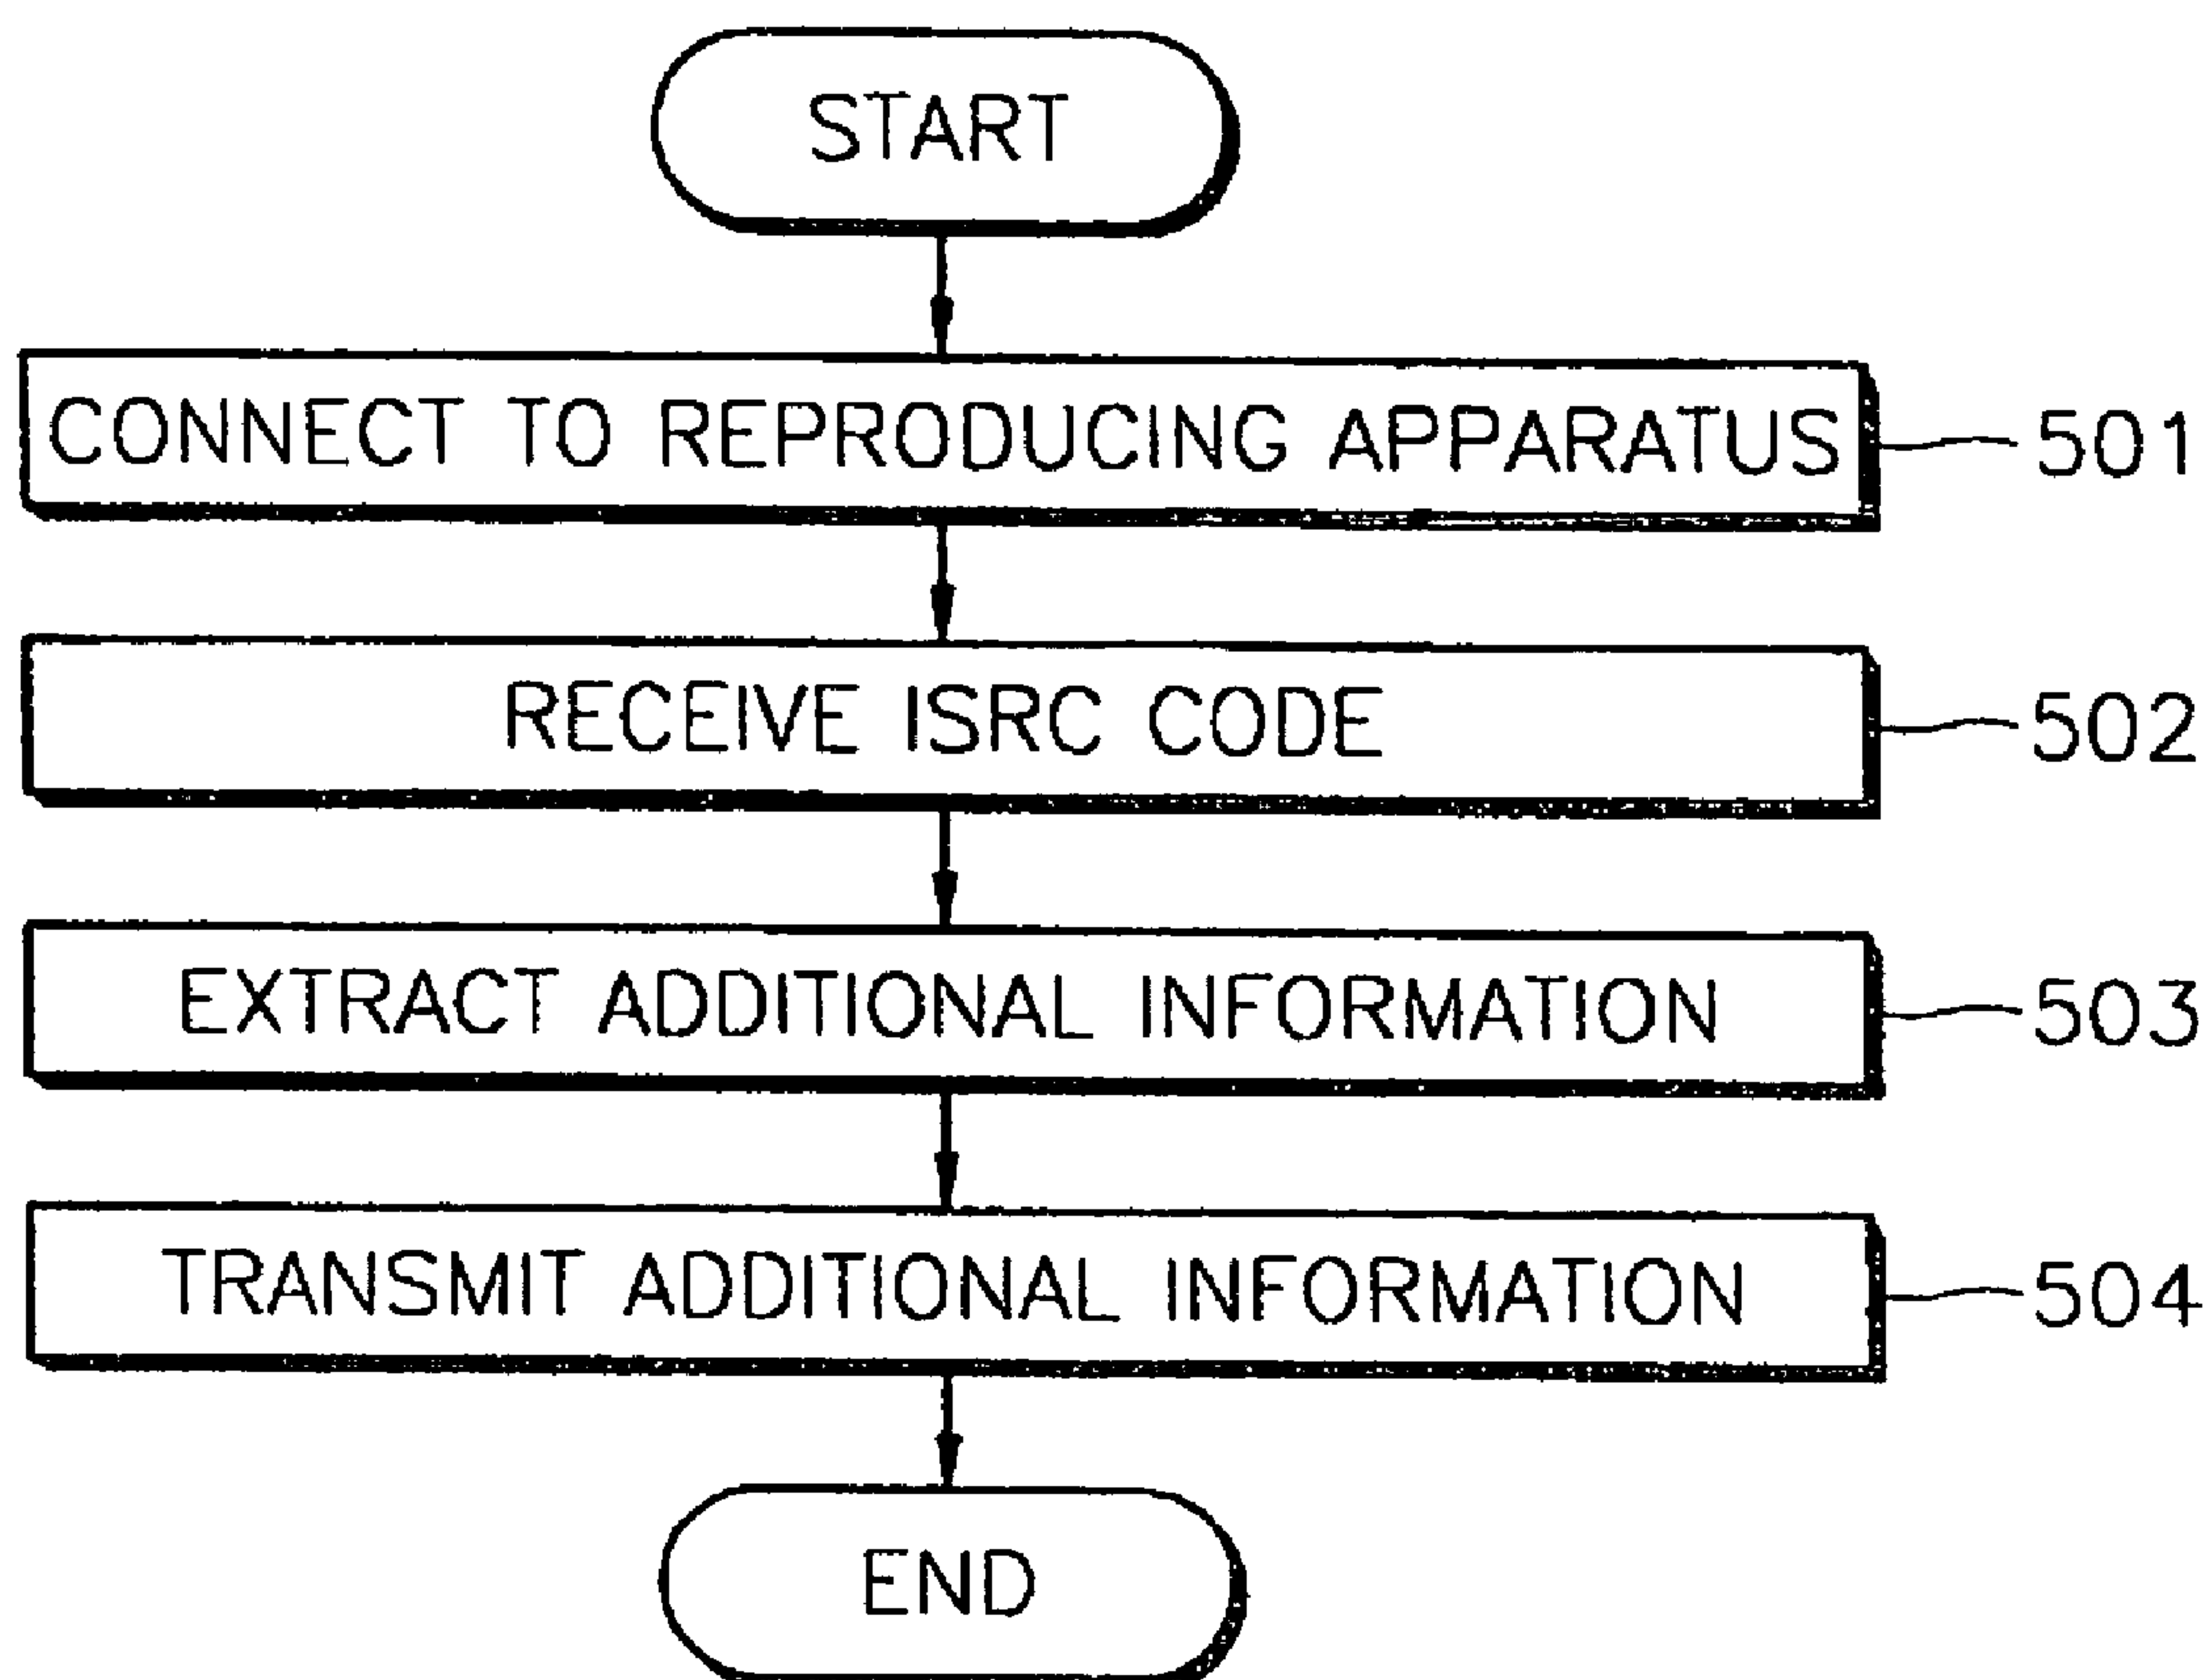 START
CONNECT TO REPRODUCING APPARATUS
501
RECEIVE ISRC CODE
502
EXTRACT ADDITIONAL INFORMATION
503
TRANSMIT ADDITIONAL INFORMATION
504
END